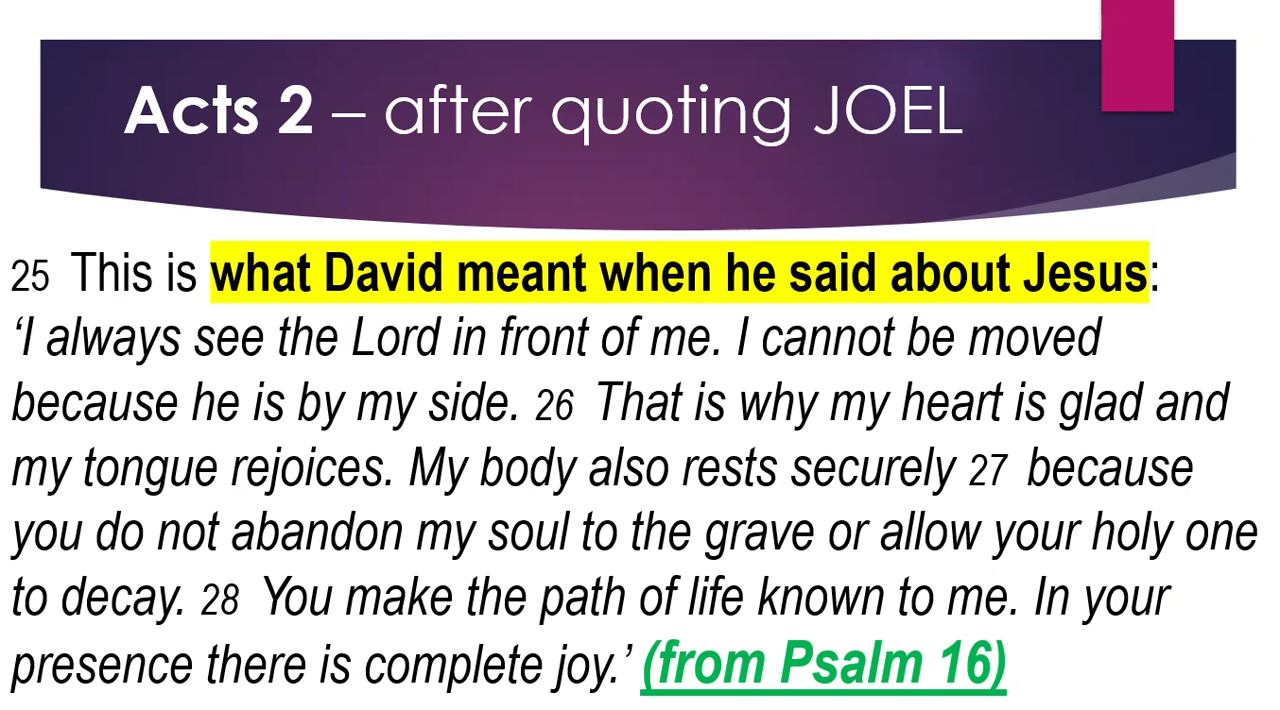 Acts 2 – after quoting JOEL
25 This is what David meant when he said about Jesus:
‘I always see the Lord in front of me. I cannot be moved
because he is by my side. 26 That is why my heart is glad and
my tongue rejoices. My body also rests securely 27 because
you do not abandon my soul to the grave or allow your holy one
to decay. 28 You make the path of life known to me. In your
presence there is complete joy.’ (from Psalm 16)